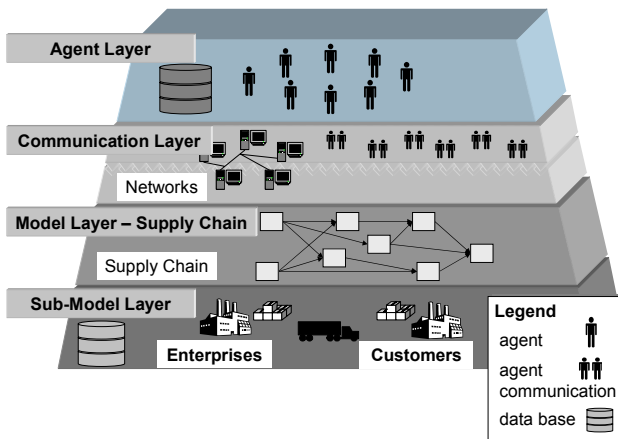 Agent Layer
Communication Layer
Networks
Model Layer – Supply Chain
Supply Chain
Sub-Model Layer
Enterprises
Customers
Legend
agent
agent
communication
data base